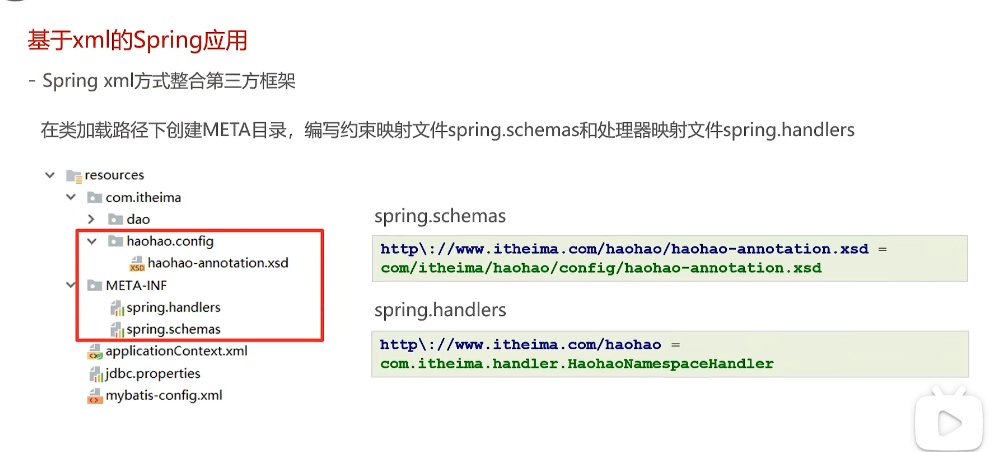 基于xml的Spring应用
- Spring xml方式整合第三方框架
在类加载路径下创建META目录，编写约束映射文件spring.schemas和处理器映射文件spring.handlers
resources
com.itheima
dao
haohao.config
haohao-annotation.xsd
META-INF
spring.handlers
spring.schemas
applicationContext.xml
jdbc.properties
mybatis-config.xml
spring.schemas
http\://www.itheima.com/haohao/haohao-annotation.xsd =
com/itheima/haohao/config/haohao-annotation.xsd
spring.handlers
http\://www.itheima.com/haohao =
com.itheima.handler.HaohaoNamespaceHandler